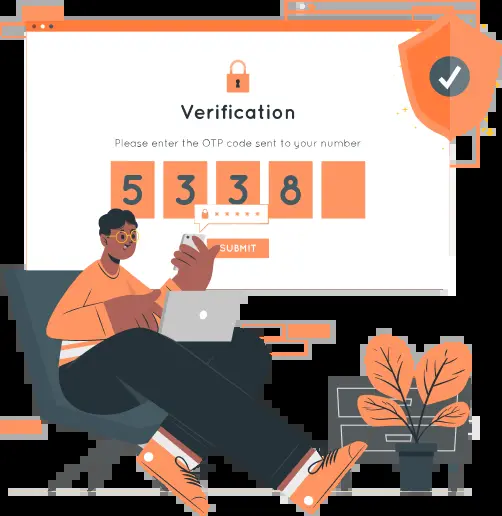 Verification
Please enter the OTP code sent to your number
5 3 3 8
* * * * *
SUBMIT